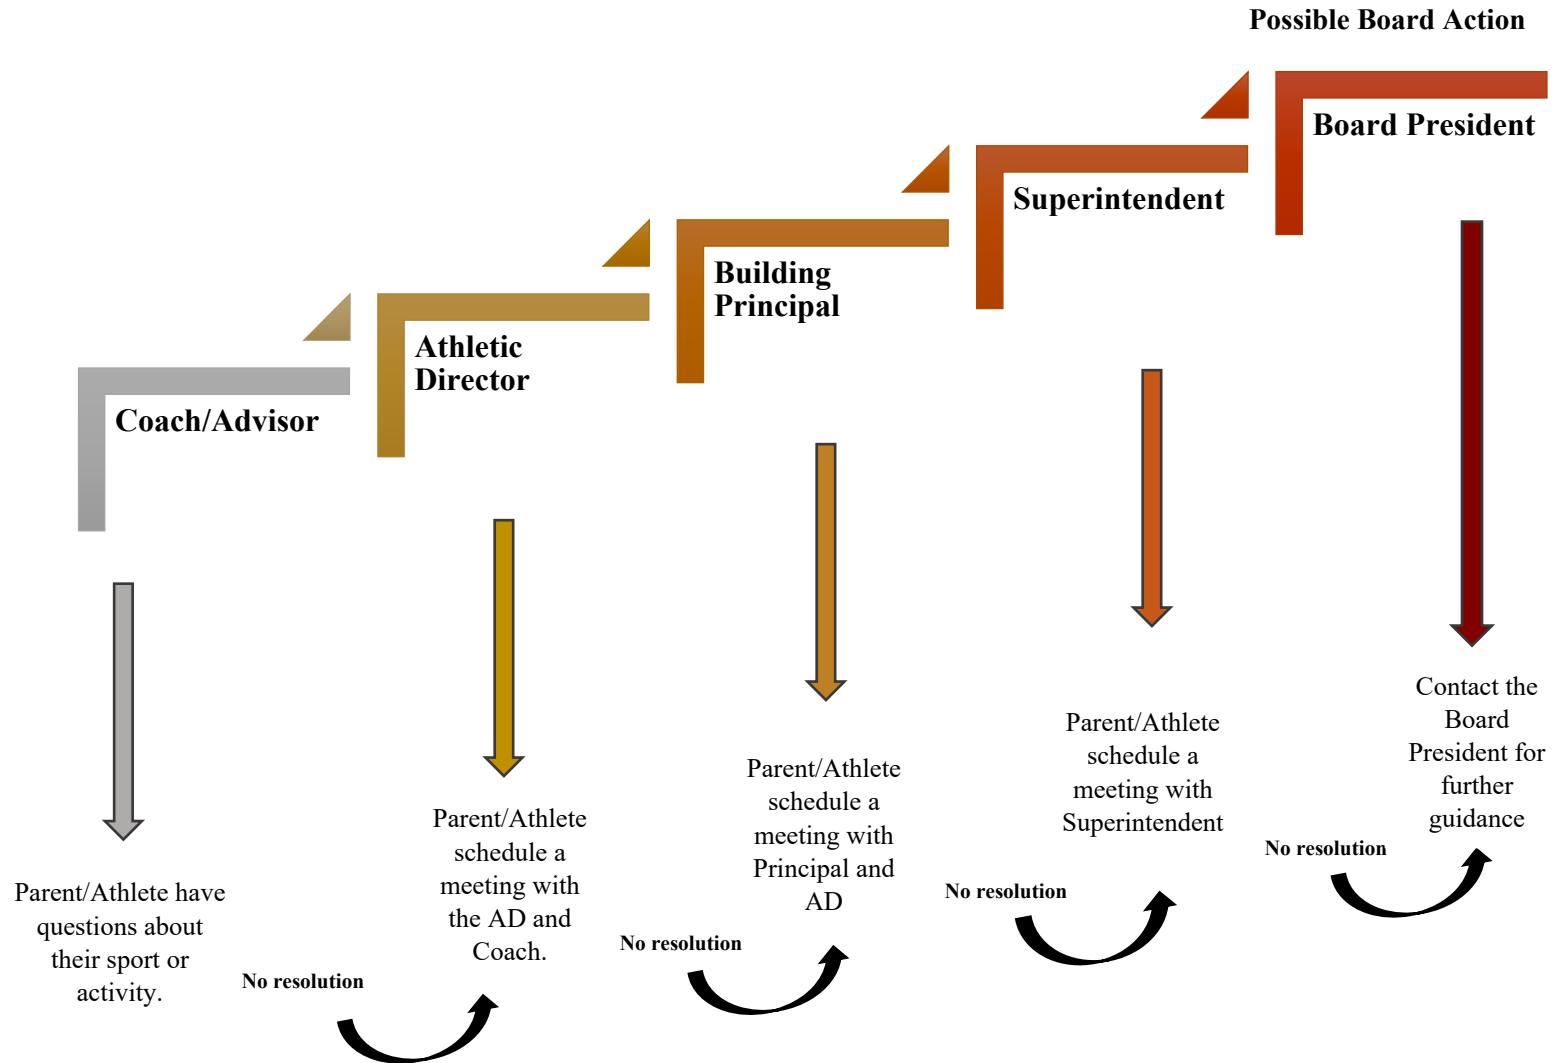 Possible Board Action
Board President
Superintendent
Building
Principal
Athletic
Director
Coach/Advisor
Parent/Athlete have
questions about
their sport or
activity.
No resolution
Parent/Athlete
schedule a
meeting with
the AD and
Coach.
No resolution
Parent/Athlete
schedule a
meeting with
Principal and
AD
No resolution
Parent/Athlete
schedule a
meeting with
Superintendent
No resolution
Contact the
Board
President for
further
guidance